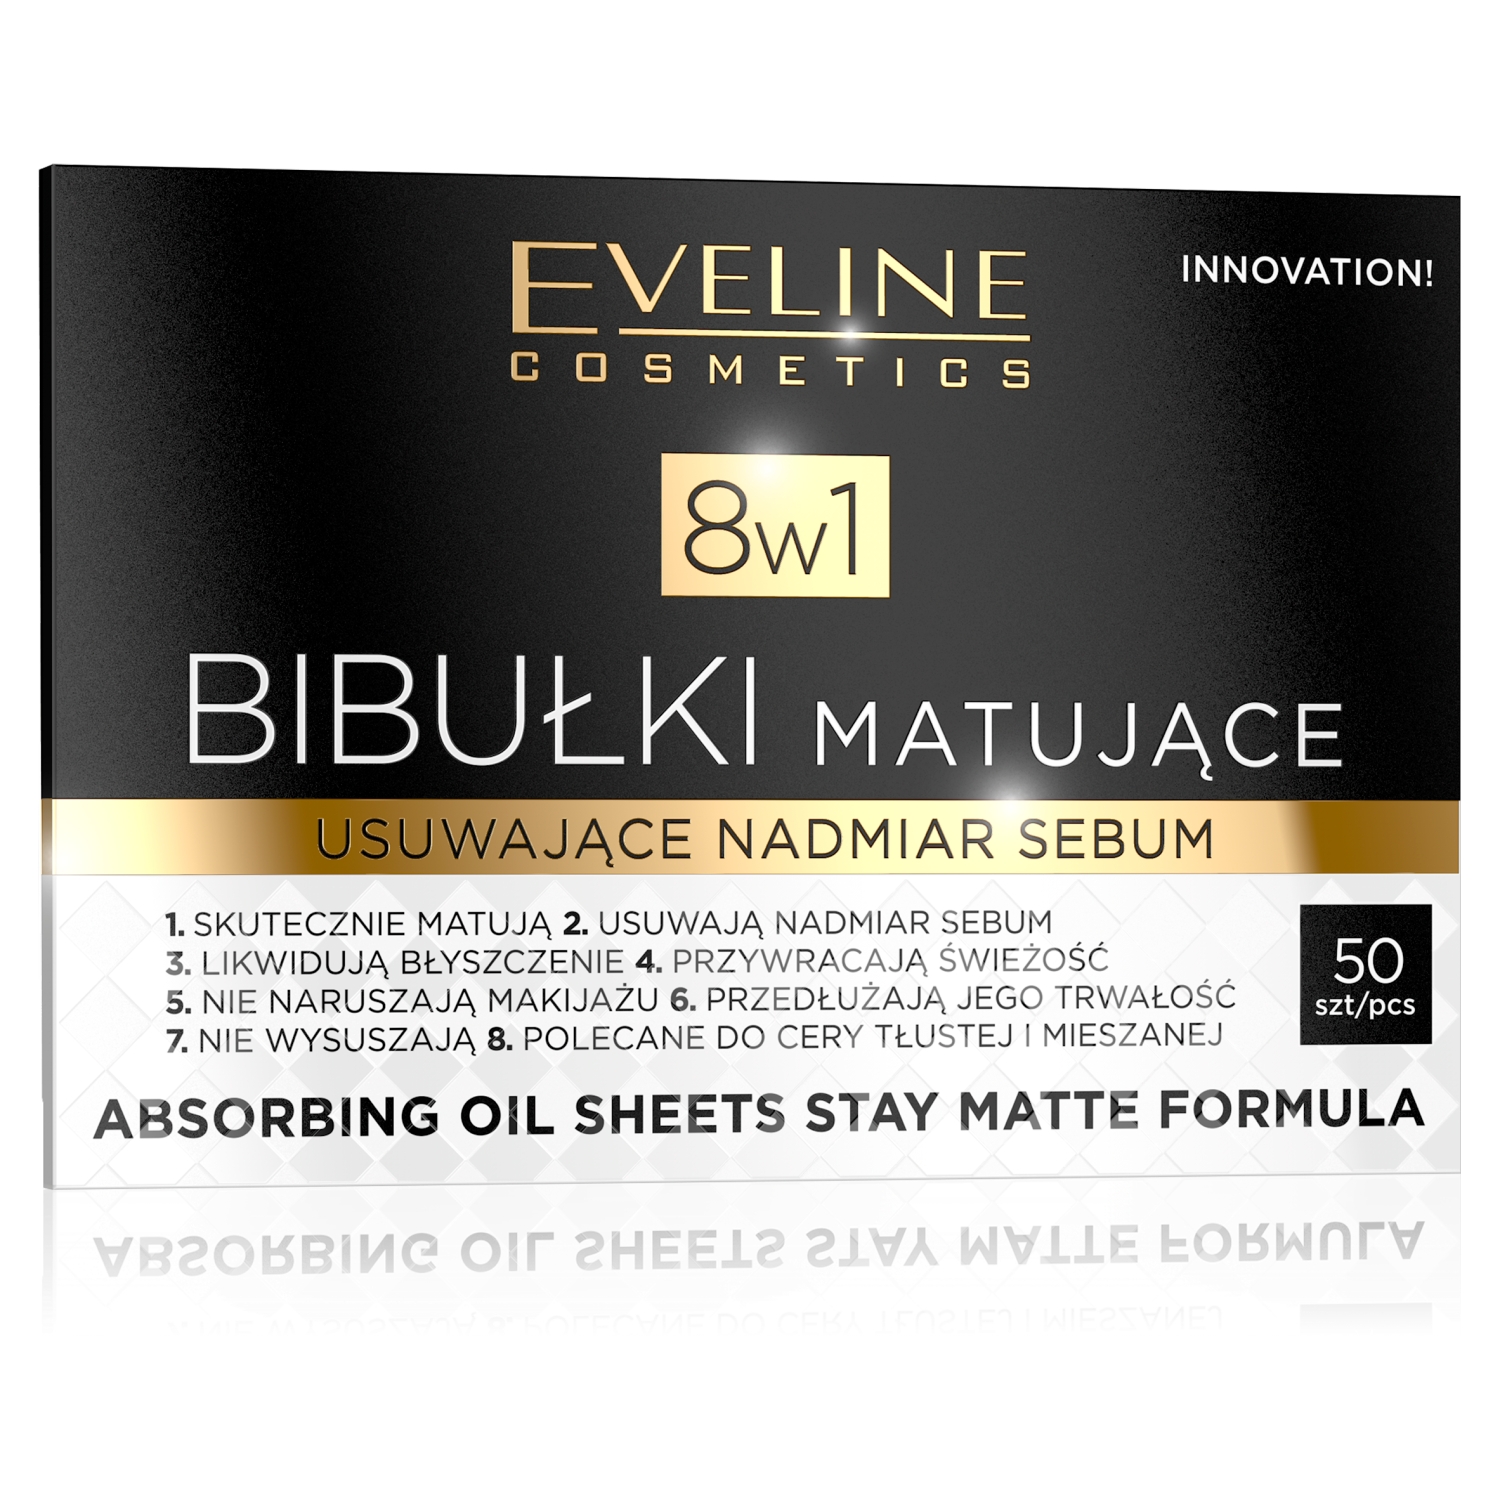 EVELINE
COSMETICS
INNOVATION!
8w1
BIBUŁKI MATUJĄCE
USUWAJĄCE NADMIAR SEBUM
1. SKUTECZNIE MATUJĄ 2. USUWAJĄ NADMIAR SEBUM
3. LIKWIDUJĄ BŁYSZCZENIE 4. PRZYWRACAJĄ ŚWIEŻOŚĆ
5. NIE NARUSZAJĄ MAKIJAŻU 6. PRZEDŁUŻAJĄ JEGO TRWAŁOŚĆ
7. NIE WYSUSZAJĄ 8. POLECANE DO CERY TŁUSTEJ I MIESZANEJ
50
szt/pcs
ABSORBING OIL SHEETS STAY MATTE FORMULA